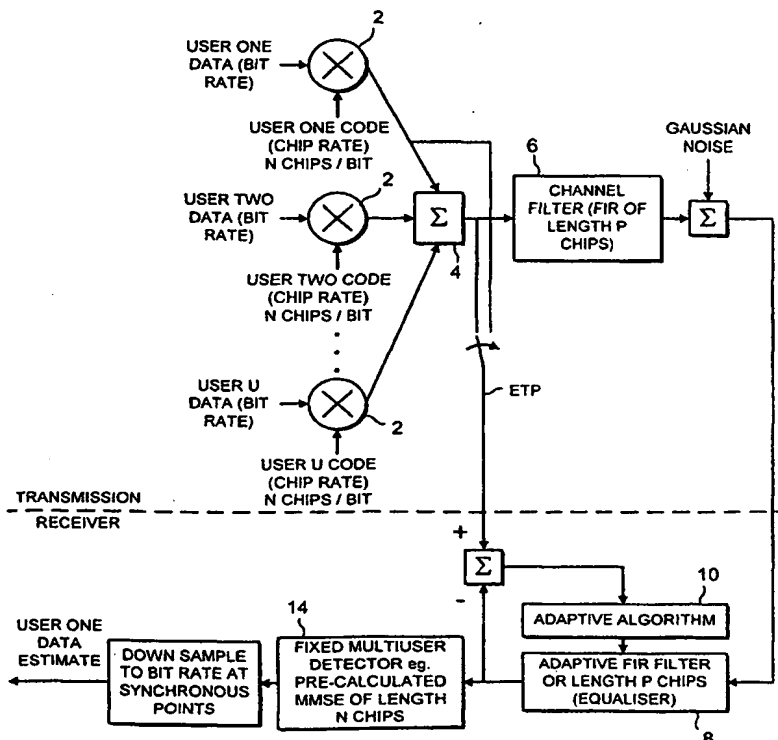 2
USER ONE
DATA (BIT
RATE)
USER ONE CODE
(CHIP RATE)
N CHIPS / BIT
2
USER TWO
DATA (BIT
RATE)
USER TWO CODE
(CHIP RATE)
N CHIPS / BIT
Σ
4
6
CHANNEL
FILTER (FIR OF
LENGTH P
CHIPS)
GAUSSIAN
NOISE
Σ
USER U
DATA (BIT
RATE)
2
USER U CODE
(CHIP RATE)
N CHIPS / BIT
ETP
TRANSMISSION
RECEIVER
+
Σ
-
10
ADAPTIVE ALGORITHM
ADAPTIVE FIR FILTER
OR LENGTH P CHIPS
(EQUALISER)
8
14
FIXED MULTIUSER
DETECTOR eg.
PRE-CALCULATED
MMSE OF LENGTH
N CHIPS
DOWN SAMPLE
TO BIT RATE AT
SYNCHRONOUS
POINTS
USER ONE
DATA
ESTIMATE